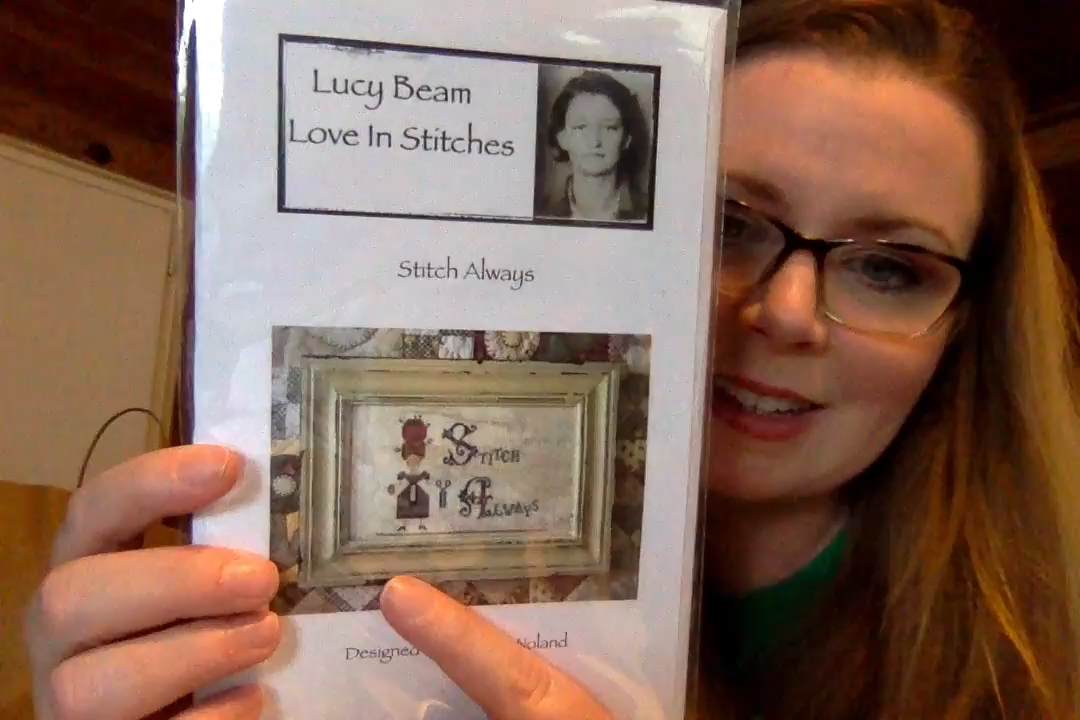 Lucy Beam
Love In Stitches
Stitch Always
Stitch
Always
Designed Noland